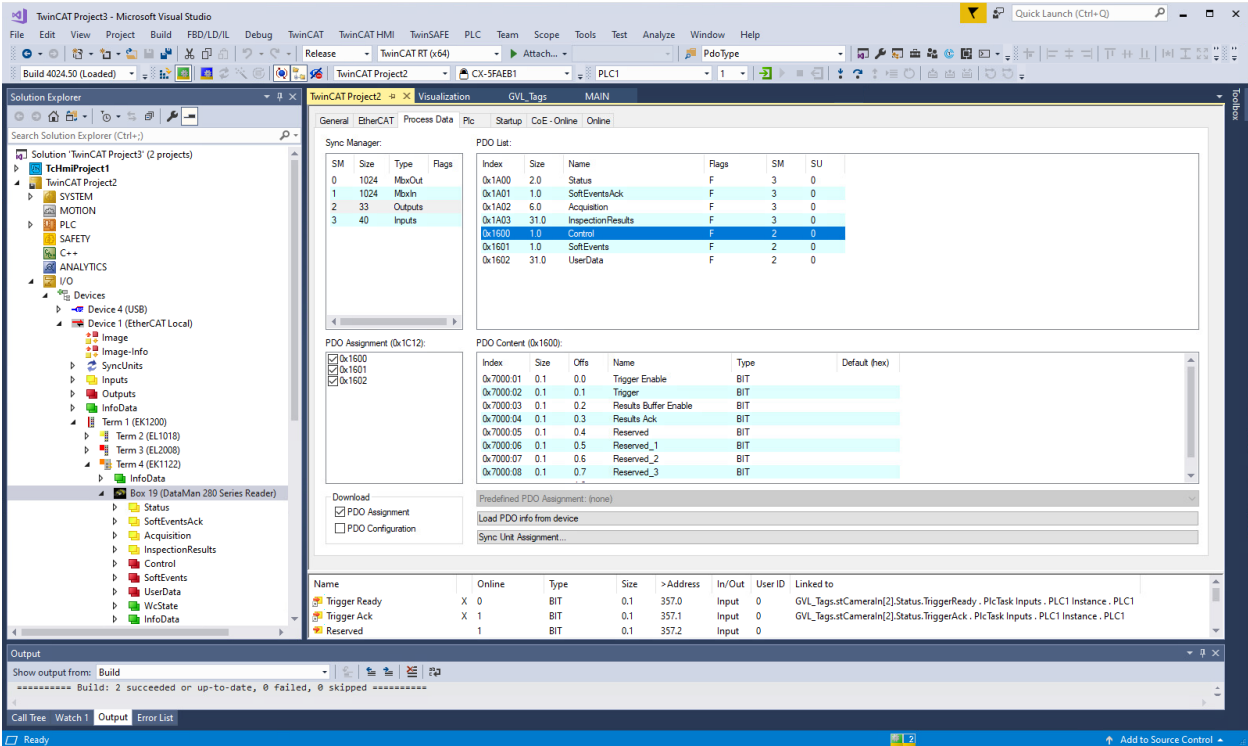 TwinCAT Project3 - Microsoft Visual Studio
Quick Launch (Ctrl+Q)
File Edit View Project Build FBD/LD/IL Debug TwinCAT TwinCAT HMI TwinSAFE PLC Team Scope Tools Test Analyze Window Help
Release TwinCAT RT (x64) Attach... PdoType
Build 4024.50 (Loaded) TwinCAT Project2 CX-5FAEB1 PLC1 1
Solution Explorer
Search Solution Explorer (Ctrl+;)
Solution 'TwinCAT Project3' (2 projects)
TcHmiProject1
TwinCAT Project2
SYSTEM
MOTION
PLC
SAFETY
C++
ANALYTICS
I/O
Devices
Device 4 (USB)
Device 1 (EtherCAT Local)
Image
Image-Info
SyncUnits
Inputs
Outputs
InfoData
Term 1 (EK1200)
Term 2 (EL1018)
Term 3 (EL2008)
Term 4 (EK1122)
InfoData
Box 19 (DataMan 280 Series Reader)
Status
SoftEventsAck
Acquisition
InspectionResults
Control
SoftEvents
UserData
WcState
InfoData
TwinCAT Project2 Visualization GVL_Tags MAIN
Toolbox
General EtherCAT Process Data Plc Startup CoE - Online Online
Sync Manager:
SM Size Type Flags
0 1024 MbxOut
1 1024 MbxIn
2 33 Outputs
3 40 Inputs
PDO List:
Index Size Name Flags SM SU
0x1A00 2.0 Status F 3 0
0x1A01 1.0 SoftEventsAck F 3 0
0x1A02 6.0 Acquisition F 3 0
0x1A03 31.0 InspectionResults F 3 0
0x1600 1.0 Control F 2 0
0x1601 1.0 SoftEvents F 2 0
0x1602 31.0 UserData F 2 0
PDO Assignment (0x1C12):
0x1600
0x1601
0x1602
PDO Content (0x1600):
Index Size Offs Name Type Default (hex)
0x7000:01 0.1 0.0 Trigger Enable BIT
0x7000:02 0.1 0.1 Trigger BIT
0x7000:03 0.1 0.2 Results Buffer Enable BIT
0x7000:04 0.1 0.3 Results Ack BIT
0x7000:05 0.1 0.4 Reserved BIT
0x7000:06 0.1 0.5 Reserved_1 BIT
0x7000:07 0.1 0.6 Reserved_2 BIT
0x7000:08 0.1 0.7 Reserved_3 BIT
Download
PDO Assignment
PDO Configuration
Predefined PDO Assignment: (none)
Load PDO info from device
Sync Unit Assignment...
Name Online Type Size >Address In/Out User ID Linked to
Trigger Ready X 0 BIT 0.1 357.0 Input 0 GVL_Tags.stCameraIn[2].Status.TriggerReady . PlcTask Inputs . PLC1 Instance . PLC1
Trigger Ack X 1 BIT 0.1 357.1 Input 0 GVL_Tags.stCameraIn[2].Status.TriggerAck . PlcTask Inputs . PLC1 Instance . PLC1
Reserved 1 BIT 0.1 357.2 Input 0
Output
Show output from: Build
========== Build: 2 succeeded or up-to-date, 0 failed, 0 skipped ==========
Call Tree Watch 1 Output Error List
Ready 2 Add to Source Control